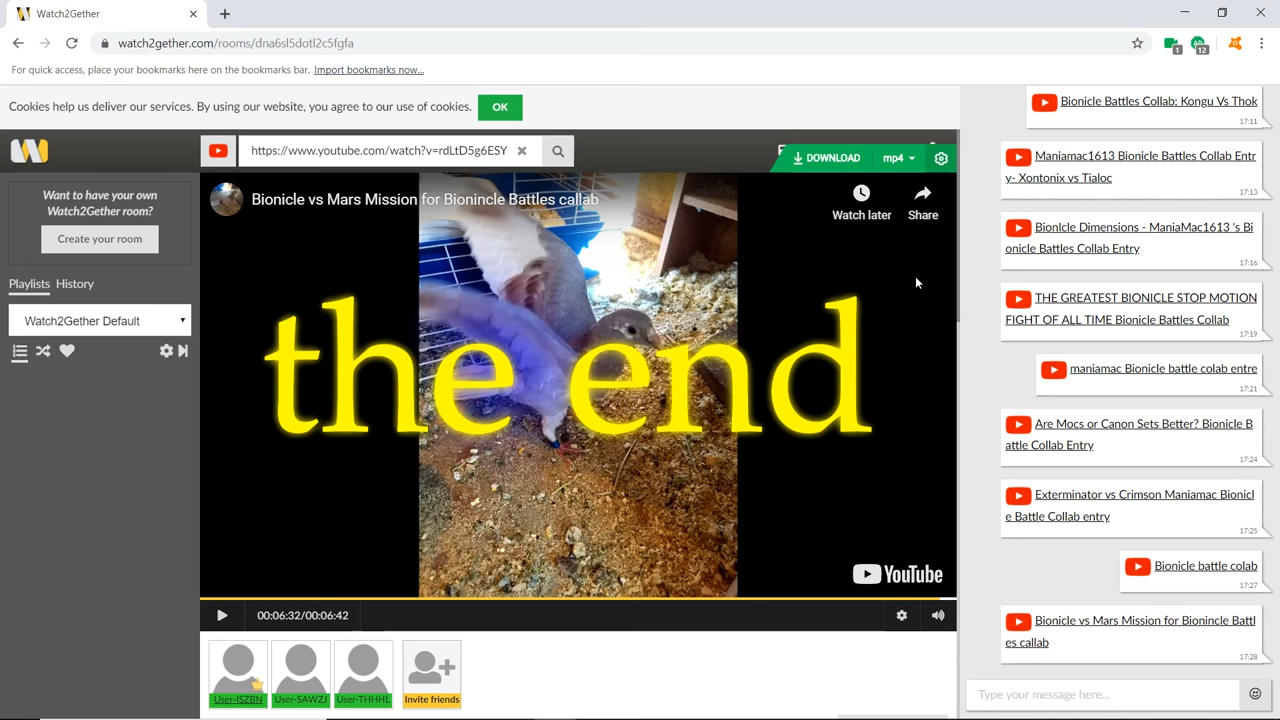 Watch2Gether
watch2gether.com/rooms/dna6sl5dotl2c5fgfa
1
12
For quick access, place your bookmarks here on the bookmarks bar. Import bookmarks now...
Cookies help us deliver our services. By using our website, you agree to our use of cookies.
OK
https://www.youtube.com/watch?v=rdLtD5g6ESY
DOWNLOAD
mp4
Want to have your own
Watch2Gether room?
Create your room
Playlists
History
Watch2Gether Default
Bionicle vs Mars Mission for Bionincle Battles callab
Watch later
Share
the end
YouTube
00:06:32/00:06:42
User-ISZBN
User-SAWZJ
User-THHHL
Invite friends
Bionicle Battles Collab: Kongu Vs Thok
17:11
Maniamac1613 Bionicle Battles Collab Entr
y- Xontonix vs Tialoc
17:13
BionIcle Dimensions - ManiaMac1613 's Bi
onicle Battles Collab Entry
17:16
THE GREATEST BIONICLE STOP MOTION
FIGHT OF ALL TIME Bionicle Battles Collab
17:19
maniamac Bionicle battle colab entre
17:21
Are Mocs or Canon Sets Better? Bionicle B
attle Collab Entry
17:24
Exterminator vs Crimson Maniamac Bionicl
e Battle Collab entry
17:25
Bionicle battle colab
17:27
Bionicle vs Mars Mission for Bionincle Battl
es callab
17:28
Type your message here...